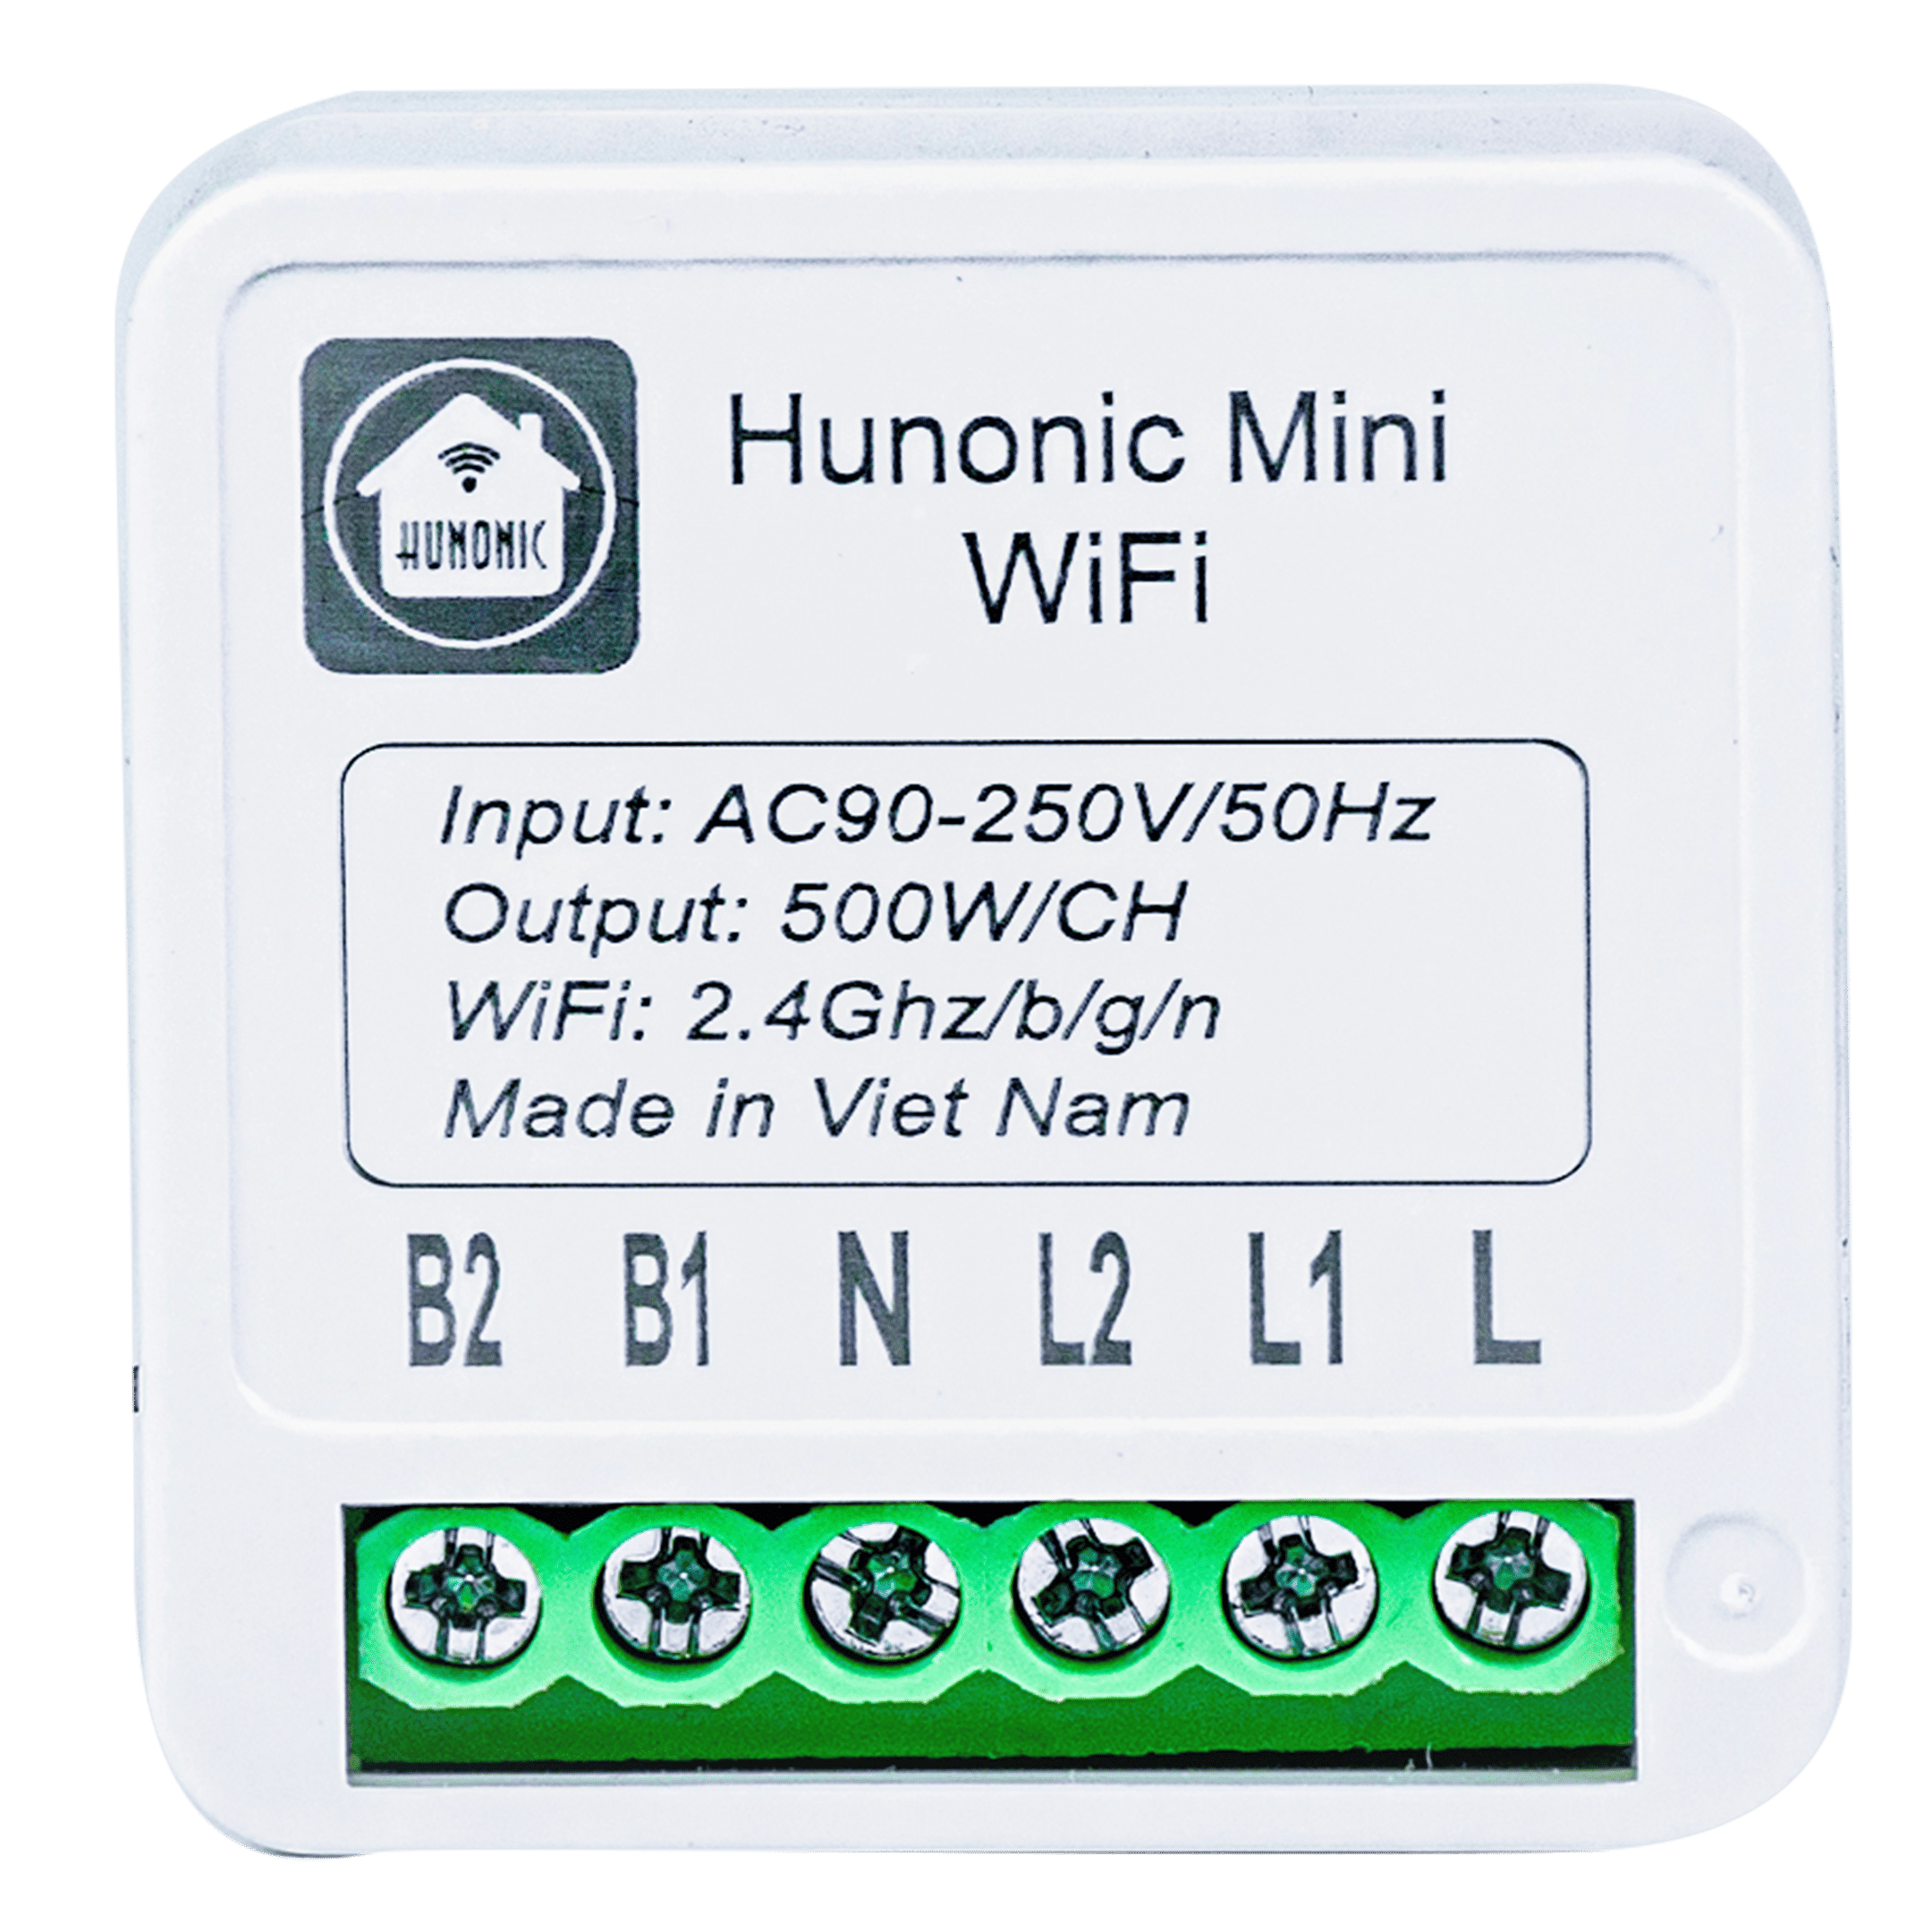 HUNONIC
Hunonic Mini
WiFi
Input: AC90-250V/50Hz
Output: 500W/CH
WiFi: 2.4Ghz/b/g/n
Made in Viet Nam
B2 B1 N L2 L1 L